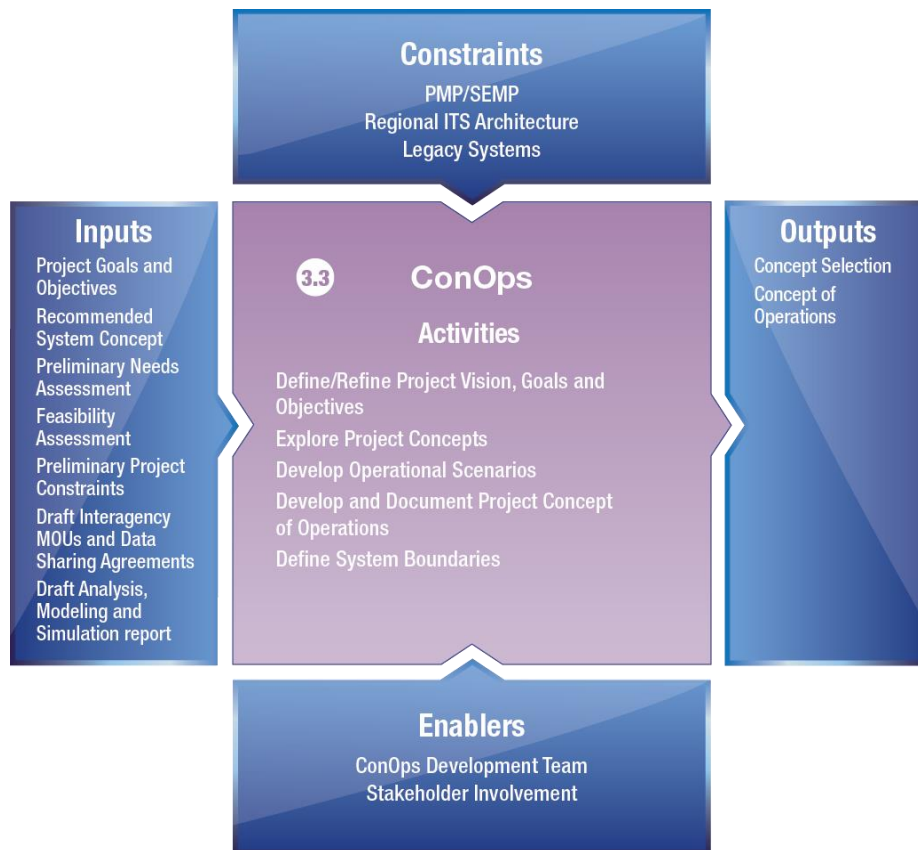 Constraints
PMP/SEMP
Regional ITS Architecture
Legacy Systems
Inputs
Project Goals and
Objectives
Recommended
System Concept
Preliminary Needs
Assessment
Feasibility
Assessment
Preliminary Project
Constraints
Draft Interagency
MOUs and Data
Sharing Agreements
Draft Analysis,
Modeling and
Simulation report
3.3 ConOps
Activities
Define/Refine Project Vision, Goals and
Objectives
Explore Project Concepts
Develop Operational Scenarios
Develop and Document Project Concept
of Operations
Define System Boundaries
Outputs
Concept Selection
Concept of
Operations
Enablers
ConOps Development Team
Stakeholder Involvement